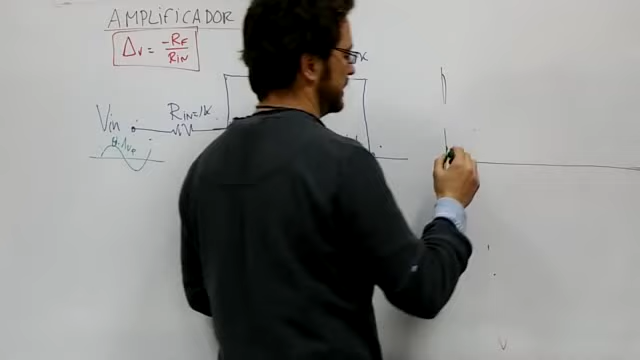 AMPLIFICADOR
Δv = -RF / RIN
Vin
RIN=1K
K
V